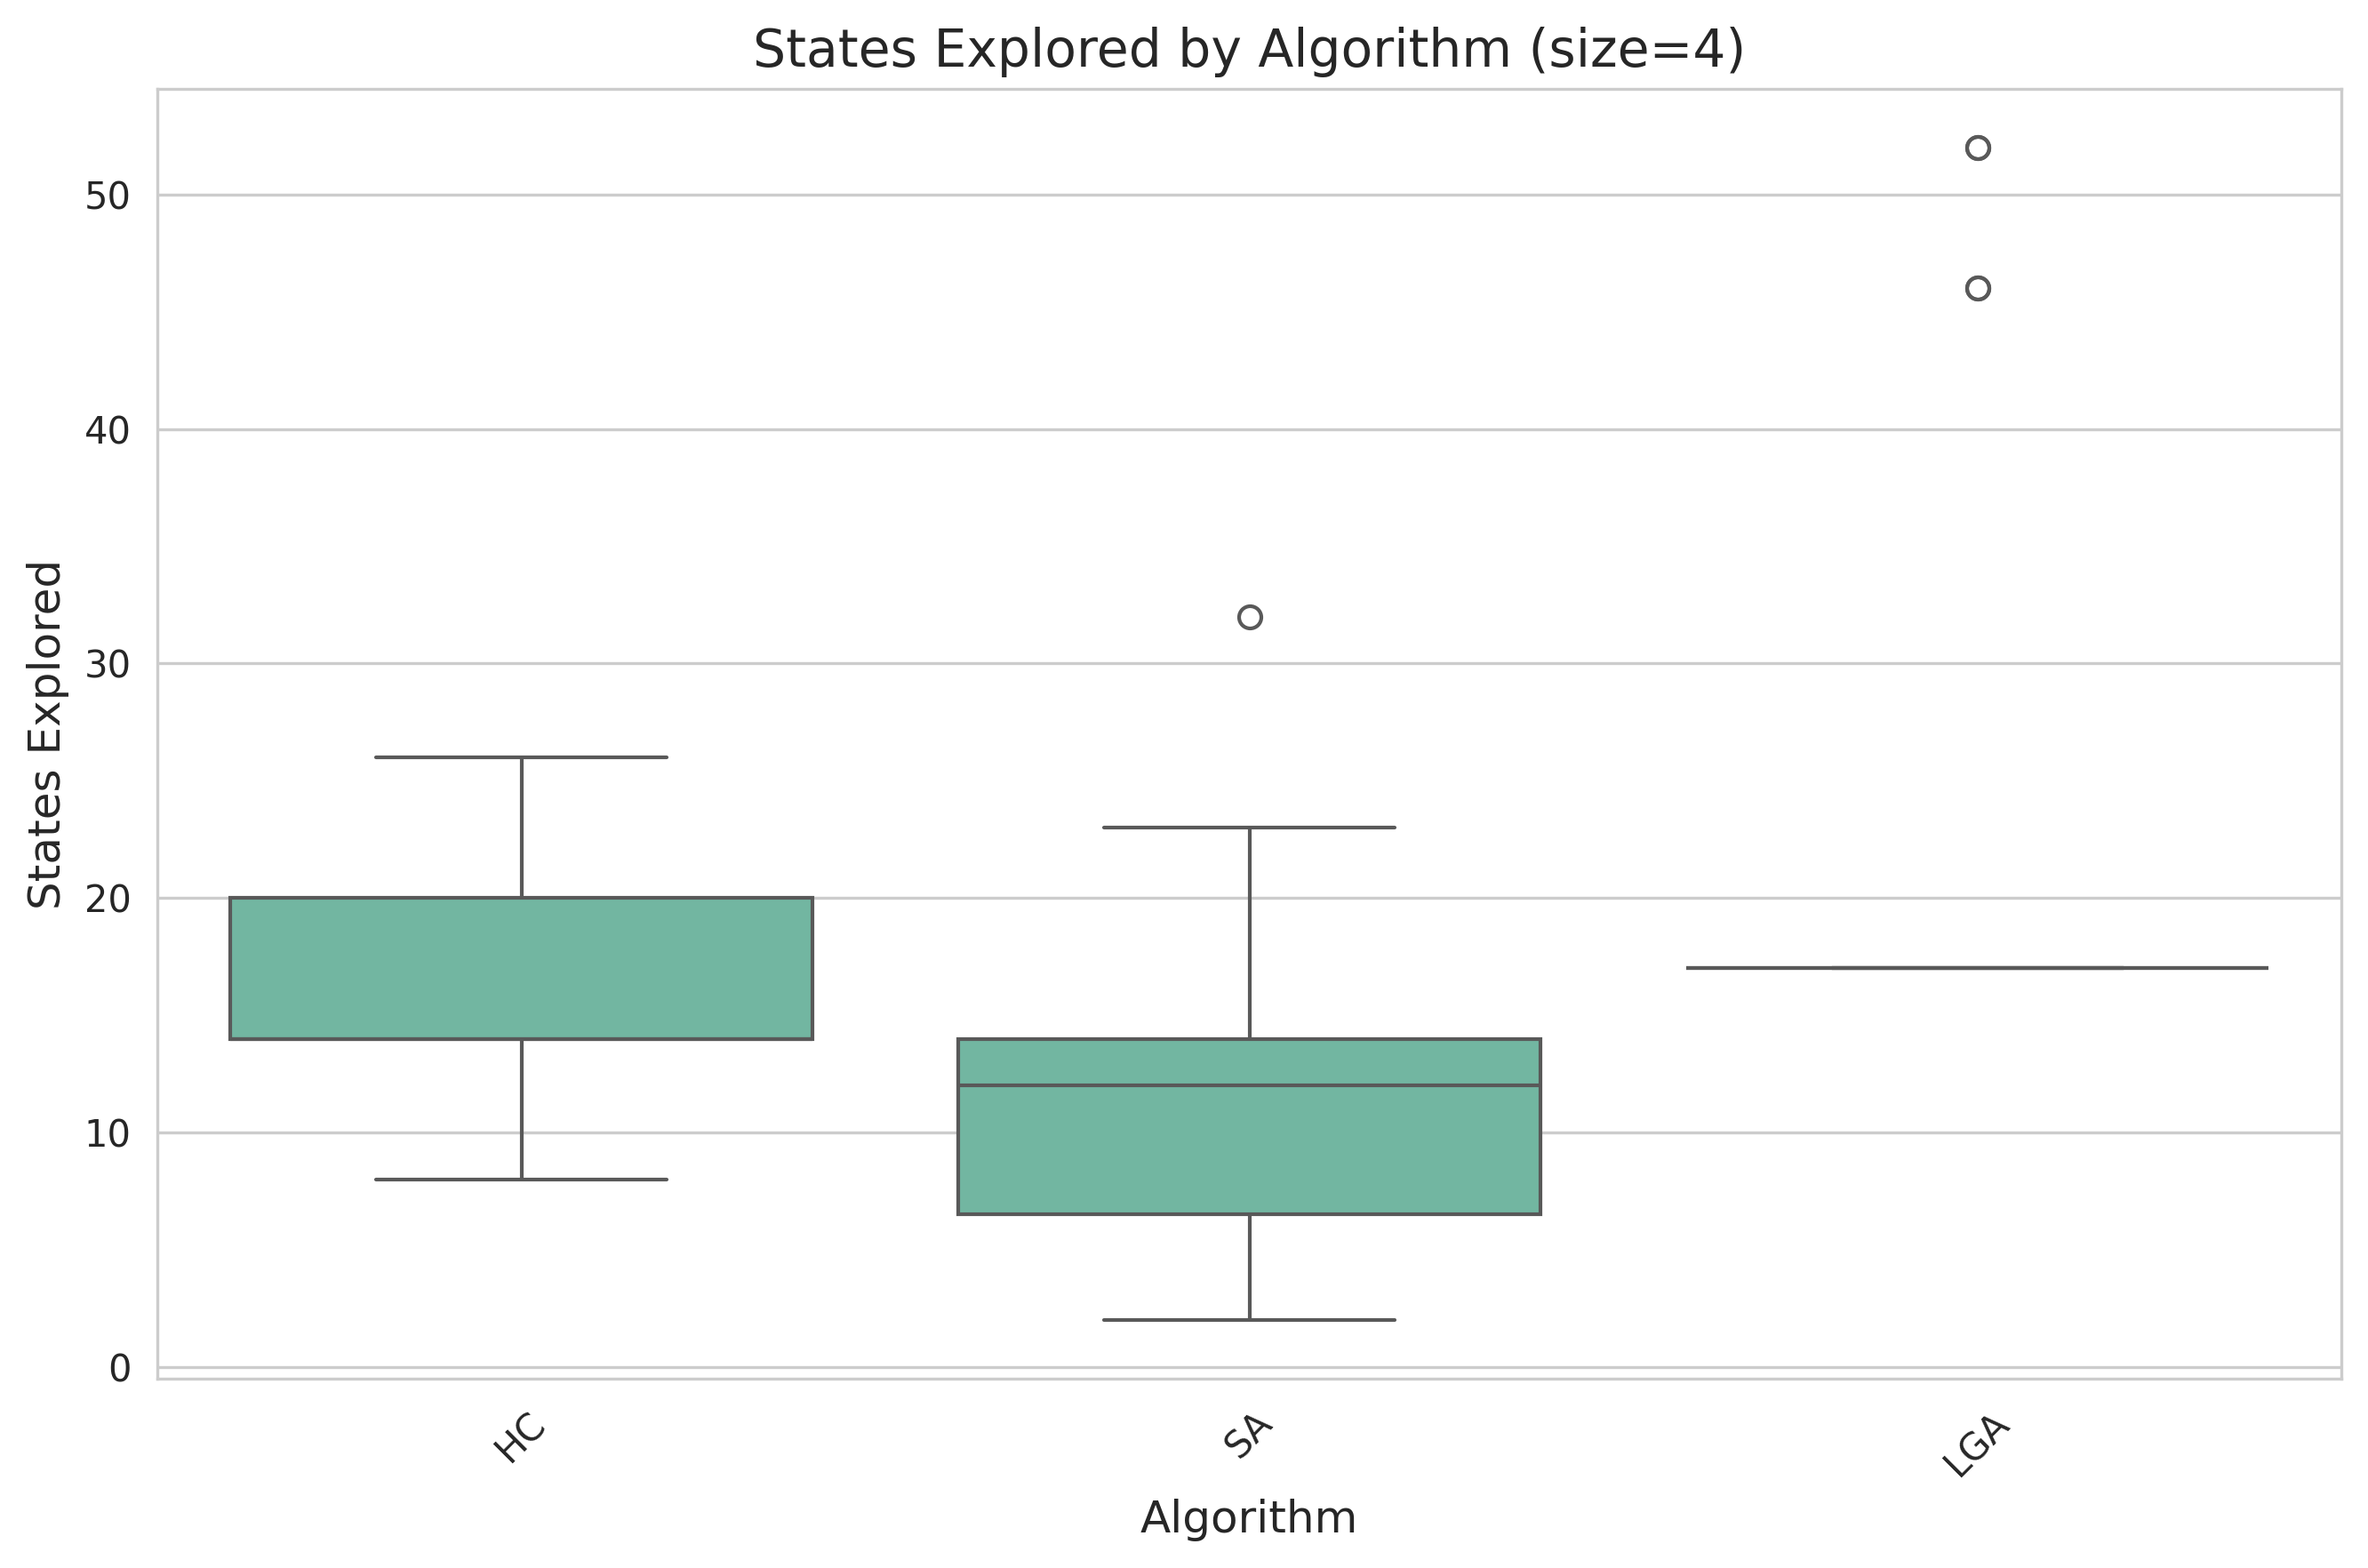 States Explored by Algorithm (size=4)
States Explored
50
40
30
20
10
0
HC
SA
LGA
Algorithm